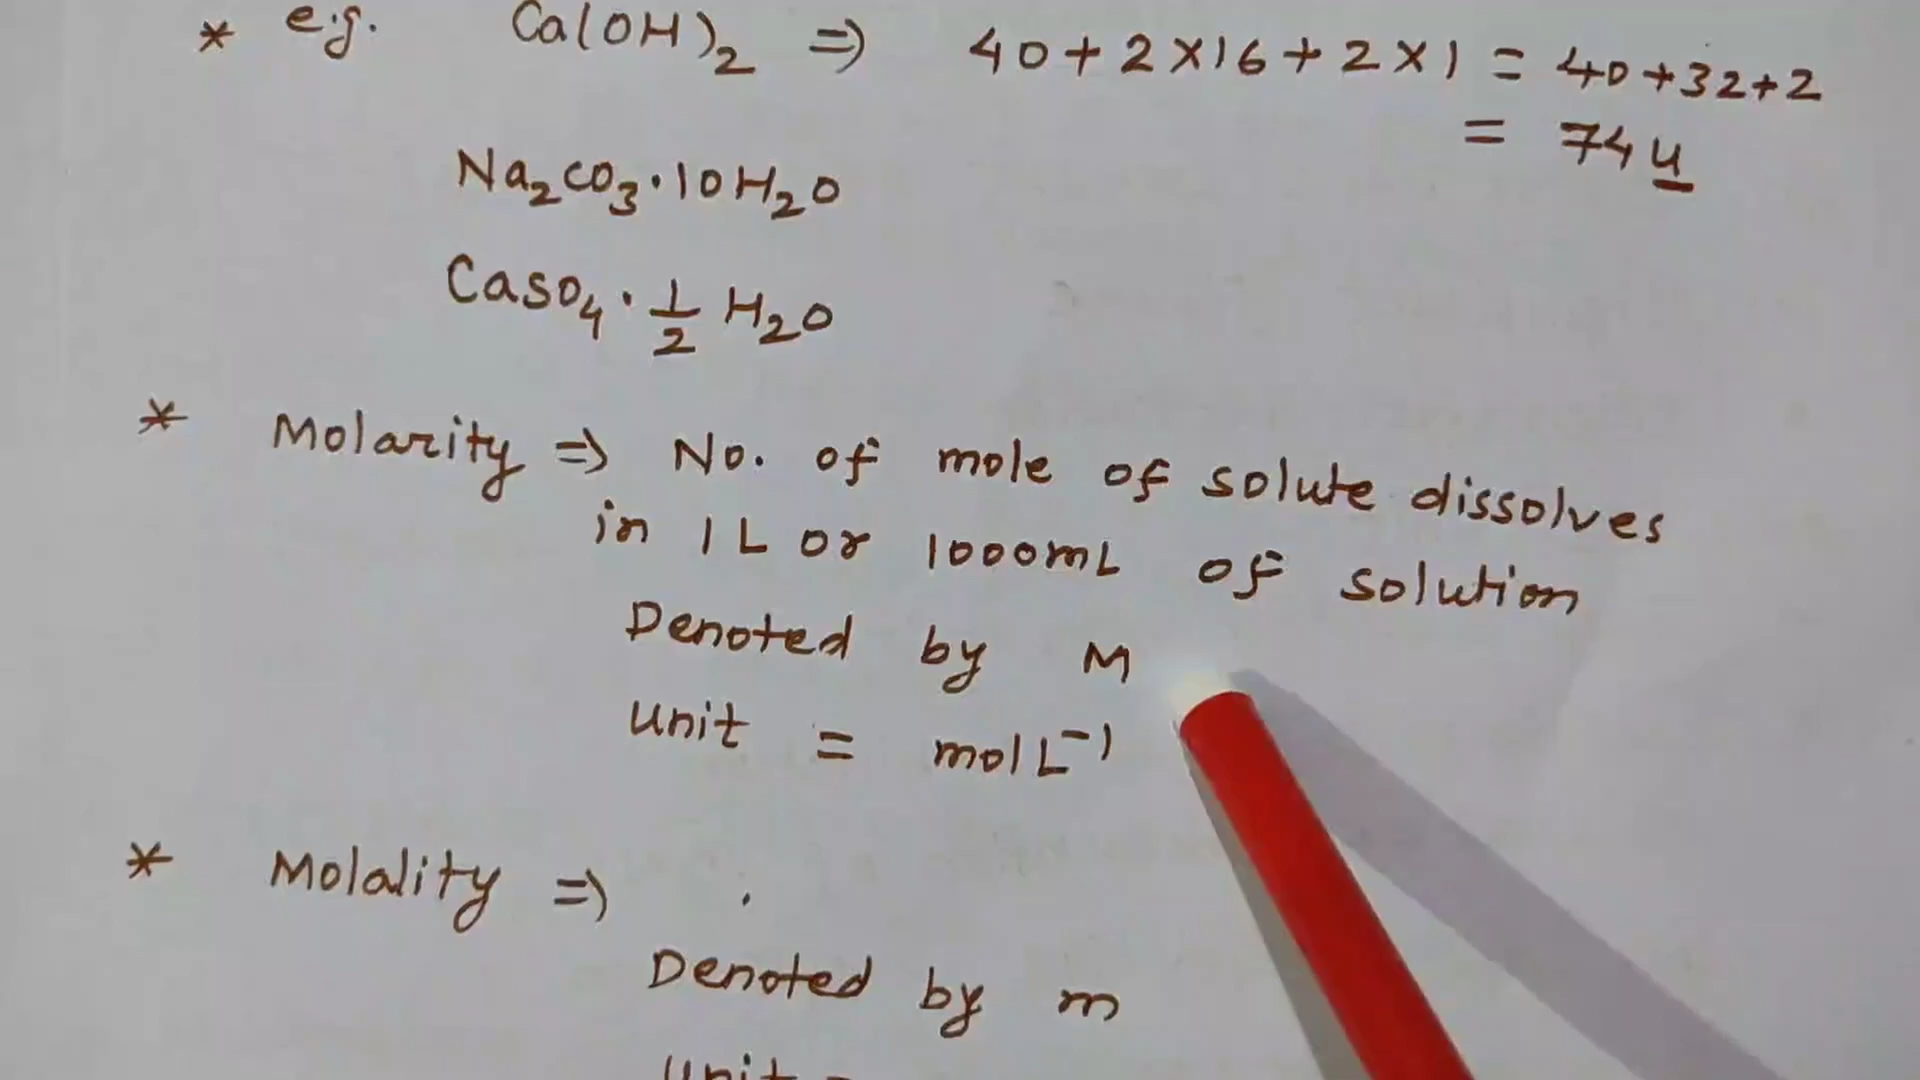 * e.g. Ca(OH)₂ ⇒ 40+2×16+2×1 = 40+32+2
= 74 u
Na₂CO₃·10H₂O
CaSO₄·1/2 H₂O
* Molarity ⇒ No. of mole of solute dissolves
in 1L or 1000mL of solution
Denoted by M
unit = mol L⁻¹
* Molality ⇒ .
Denoted by m
Unit =